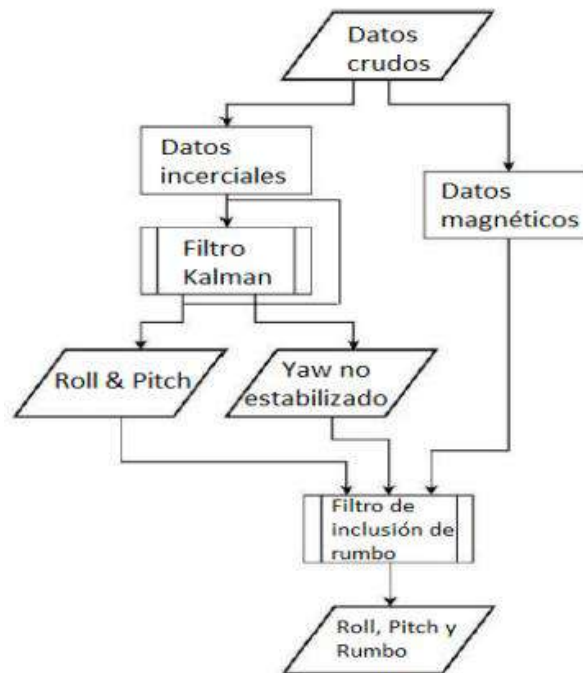 Datos
crudos
Datos
incerciales
Datos
magnéticos
Filtro
Kalman
Roll & Pitch
Yaw no
estabilizado
Filtro de
inclusión de
rumbo
Roll, Pitch y
Rumbo